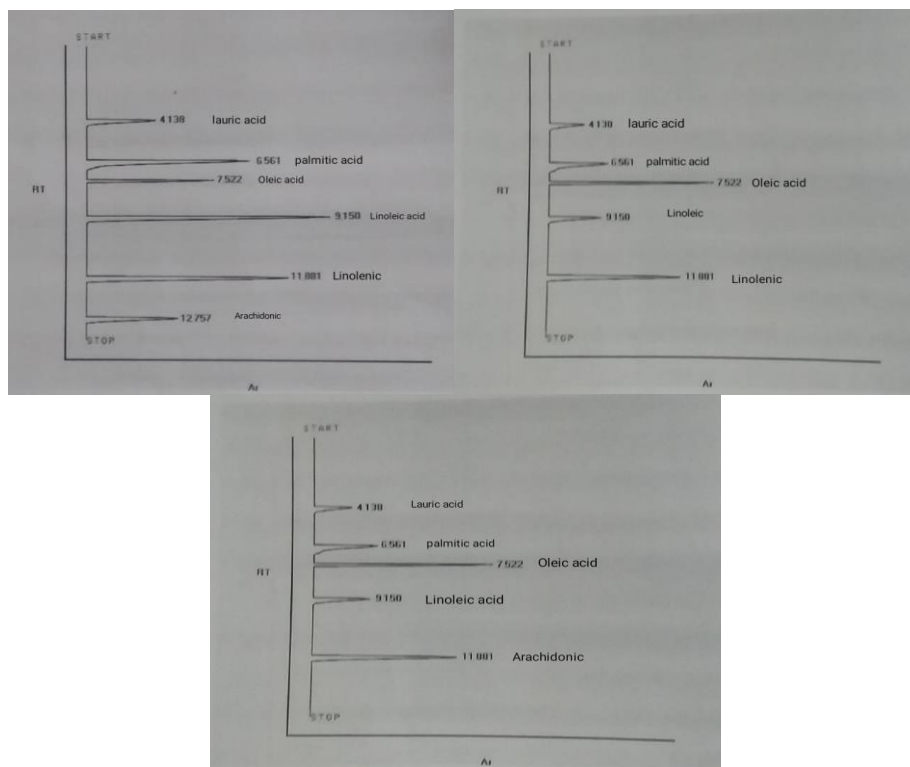 START
4.138 lauric acid
6.561 palmitic acid
7.522 Oleic acid
RT
9.150 Linoleic acid
11.881 Linolenic
12.757 Arachidonic
STOP
Ar
START
4.138 lauric acid
6.561 palmitic acid
7.522 Oleic acid
RT
9.150 Linoleic
11.881 Linolenic
STOP
Ar
START
4.138 Lauric acid
6.561 palmitic acid
7.522 Oleic acid
RT
9.150 Linoleic acid
11.881 Arachidonic
STOP
Ar